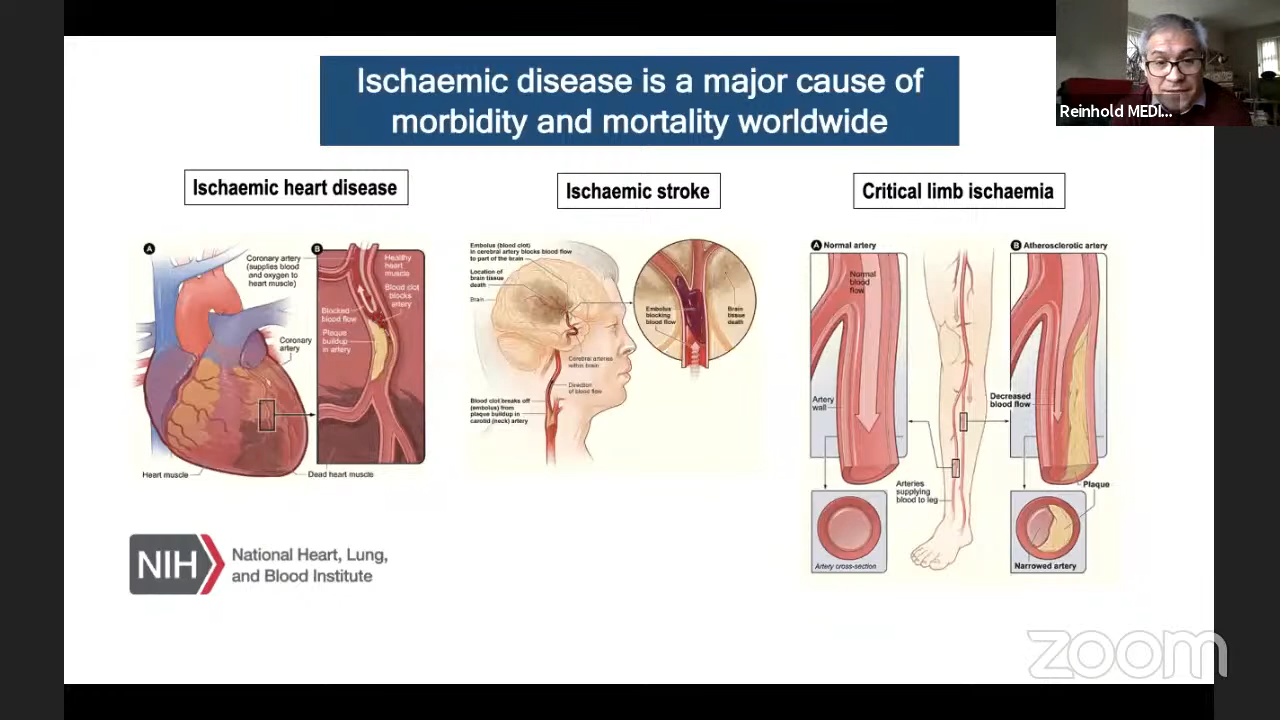 Ischaemic disease is a major cause of
morbidity and mortality worldwide
Reinhold MEDI...
Ischaemic heart disease
Ischaemic stroke
Critical limb ischaemia
A
B
Coronary artery
(supplies blood
and oxygen to
heart muscle)
Healthy
heart
muscle
Blood clot
blocks
artery
Blocked
blood flow
Plaque
buildup
in artery
Coronary
artery
Heart muscle
Dead heart muscle
Embolus (blood clot)
in cerebral artery blocks blood flow
to part of the brain
Location of
brain tissue
death
Brain
Embolus
blocking
blood flow
Brain
tissue
death
Cerebral arteries
within brain
Direction
of blood flow
Blood clot breaks off
(embolus) from
plaque buildup in
carotid (neck) artery
A Normal artery
Normal
blood
flow
Artery
wall
Arteries
supplying
blood to leg
Artery cross-section
B Atherosclerotic artery
Decreased
blood flow
Plaque
Narrowed artery
NIH
National Heart, Lung,
and Blood Institute
zoom